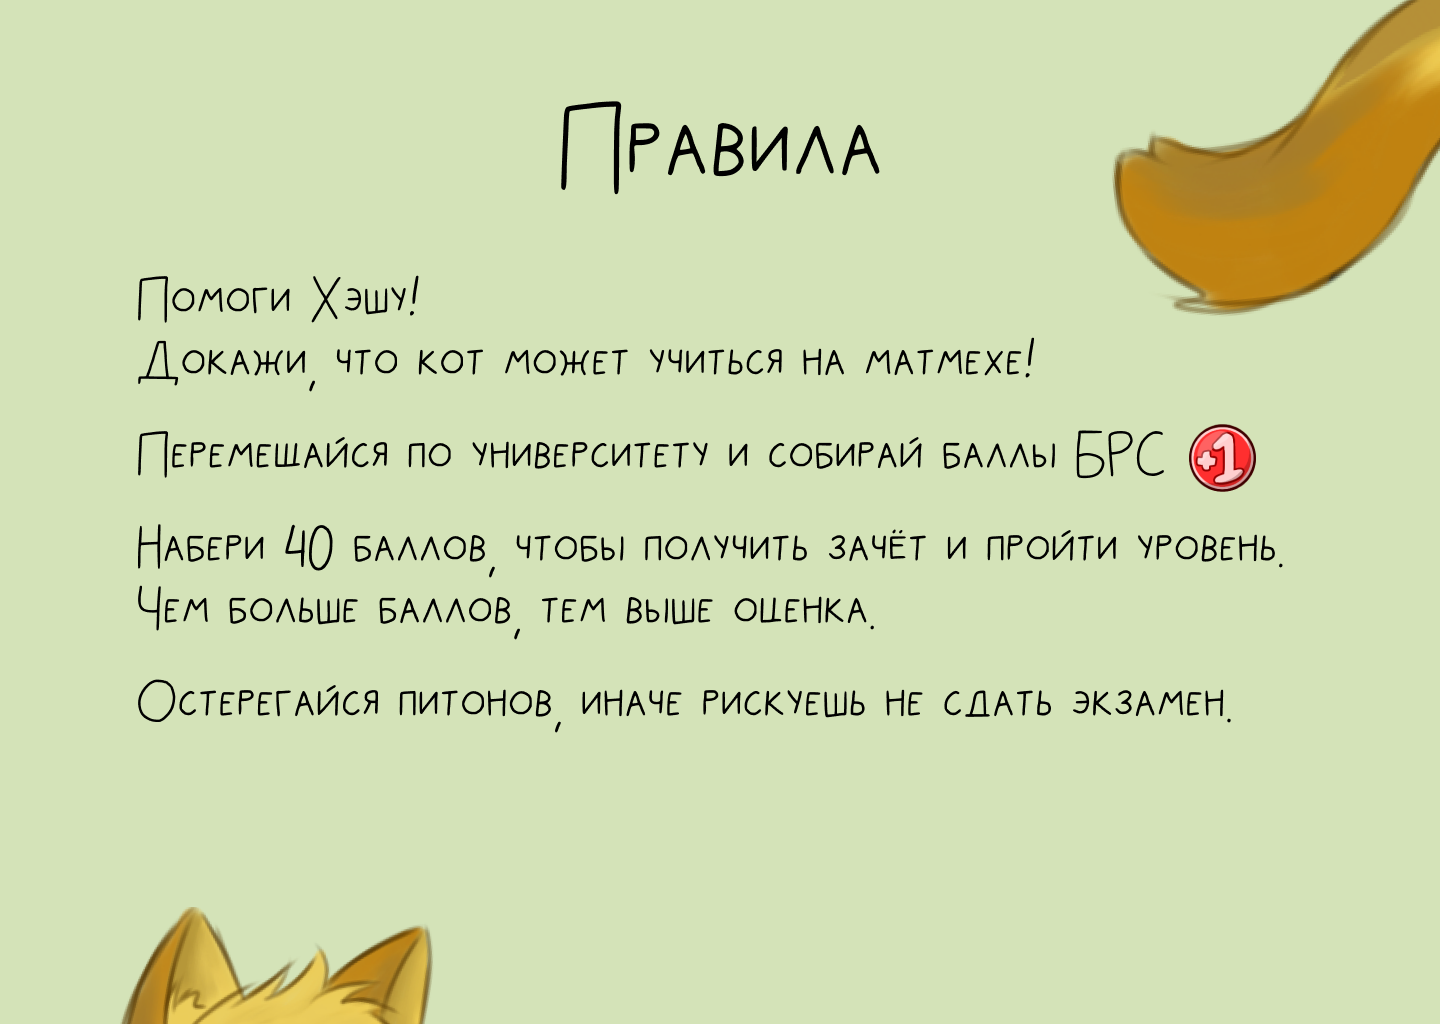 Правила
Помоги Хэшу!
Докажи, что кот может учиться на матмехе!
Перемещайся по университету и собирай баллы БРС +1
Набери 40 баллов, чтобы получить зачёт и пройти уровень.
Чем больше баллов, тем выше оценка.
Остерегайся питонов, иначе рискуешь не сдать экзамен.